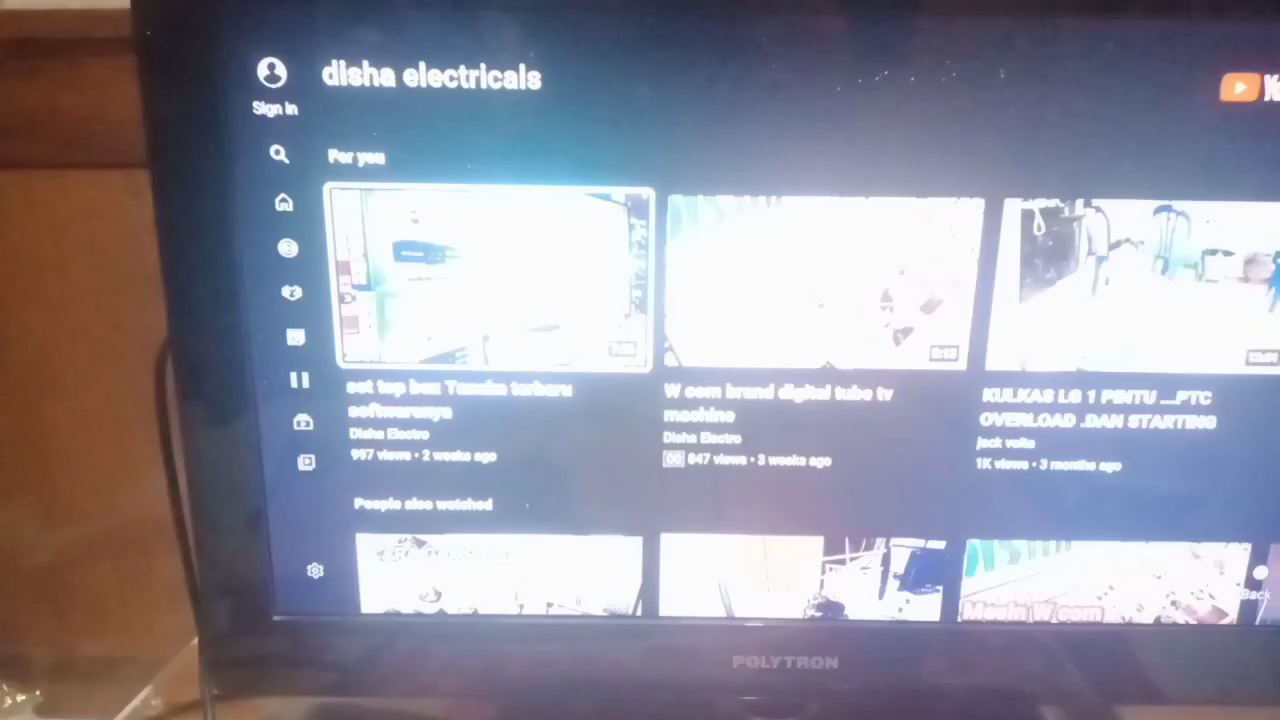 disha electricals
Sign in
For you
set top box Tanaka terbaru
softwarenya
Disha Electro
997 views • 2 weeks ago
W com brand digital tube tv
machine
Disha Electro
CC 847 views • 3 weeks ago
KULKAS LG 1 PINTU ....PTC
OVERLOAD .DAN STARTING
jack volta
1K views • 3 months ago
People also watched
Mesin W com
Back
POLYTRON